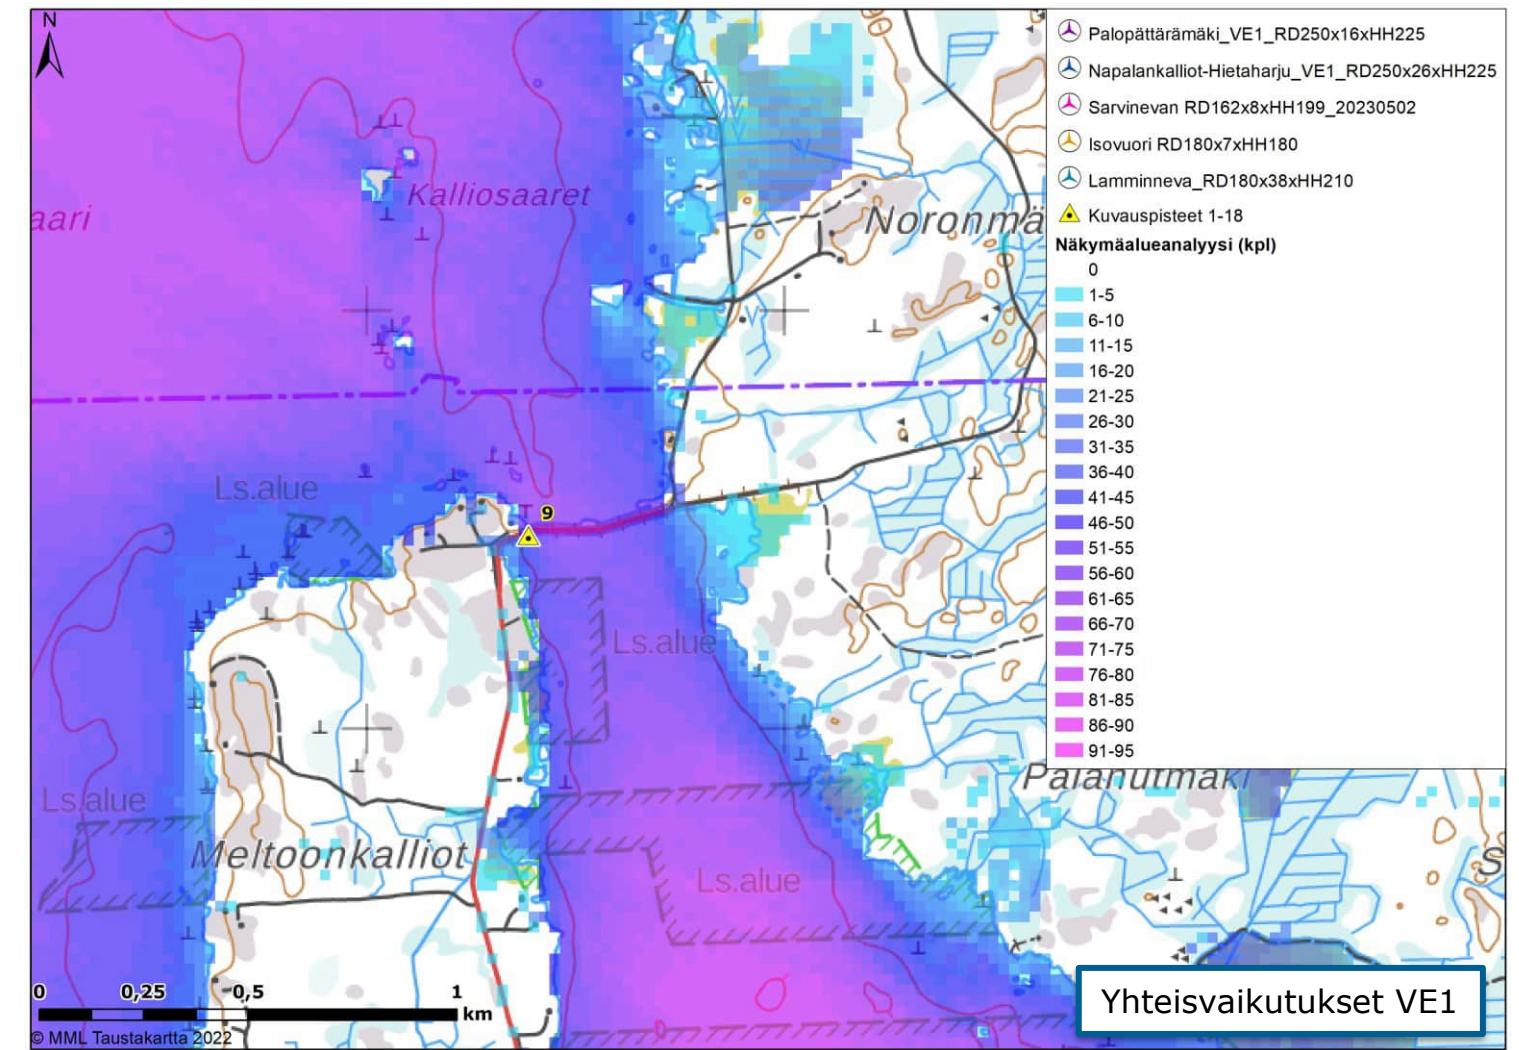 N
Palopättärämäki_VE1_RD250x16xHH225
Napalankalliot-Hietaharju_VE1_RD250x26xHH225
Sarvinevan RD162x8xHH199_20230502
Isovuori RD180x7xHH180
Lamminneva_RD180x38xHH210
Kuvauspisteet 1-18
Näkymäalueanalyysi (kpl)
0
1-5
6-10
11-15
16-20
21-25
26-30
31-35
36-40
41-45
46-50
51-55
56-60
61-65
66-70
71-75
76-80
81-85
86-90
91-95
Kalliosaaret
aari
Noronmä
Ls.alue
9
Ls.alue
Palanutmäki
Ls.alue
Meltoonkalliot
Ls.alue
S
0 0,25 0,5 1
km
© MML Taustakartta 2022
Yhteisvaikutukset VE1